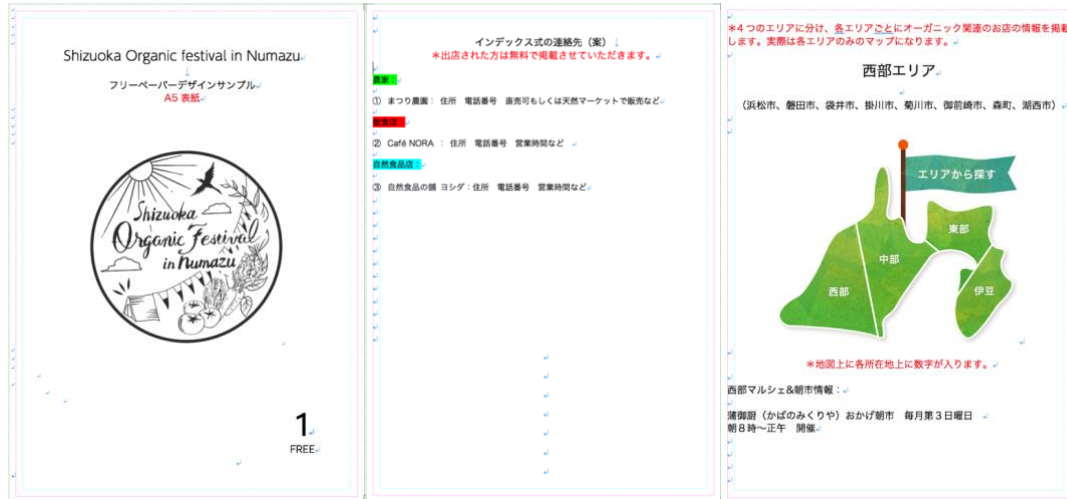 Shizuoka Organic festival in Numazu
フリーペーパーデザインサンプル
A5 表紙
Shizuoka
Organic Festival
in Numazu
1
FREE
インデックス式の連絡先（案）
＊出店された方は無料で掲載させていただきます。
農家：
① まつり農園： 住所　電話番号　直売可もしくは天然マーケットで販売など
飲食店：
② Café NORA ： 住所　電話番号　営業時間など
自然食品店：
③ 自然食品の舗 ヨシダ：住所　電話番号　営業時間など
＊４つのエリアに分け、各エリアごとにオーガニック関連のお店の情報を掲載
します。実際は各エリアのみのマップになります。
西部エリア
（浜松市、磐田市、袋井市、掛川市、菊川市、御前崎市、森町、湖西市）
エリアから探す
東部
中部
西部
伊豆
＊地図上に各所在地上に数字が入ります。
西部マルシェ&朝市情報：
蒲御厨（かばのみくりや）おかげ朝市　毎月第３日曜日
朝８時〜正午　開催